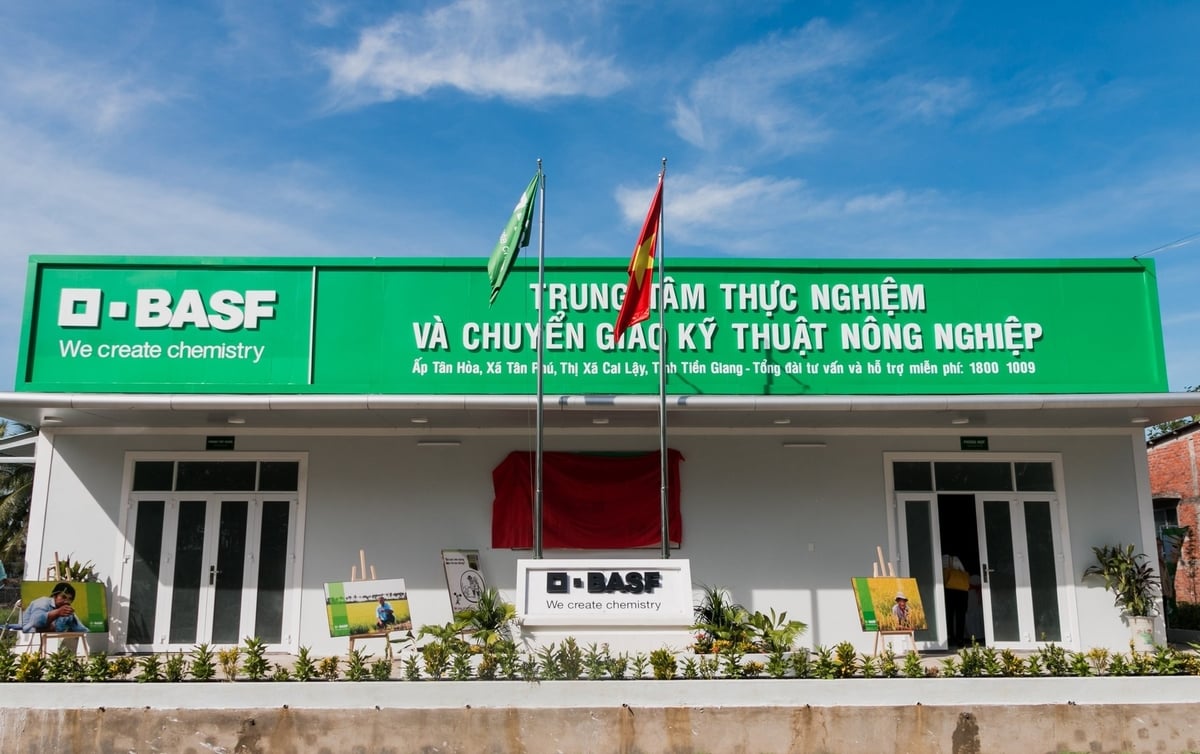 BASF
We create chemistry
TRUNG TÂM THỰC NGHIỆM
VÀ CHUYỂN GIAO KỸ THUẬT NÔNG NGHIỆP
Ấp Tân Hòa, Xã Tân Phú, Thị Xã Cai Lậy, Tỉnh Tiền Giang - Tổng đài tư vấn và hỗ trợ miễn phí: 1800 1009
PHÒNG HỌP
BASF
We create chemistry